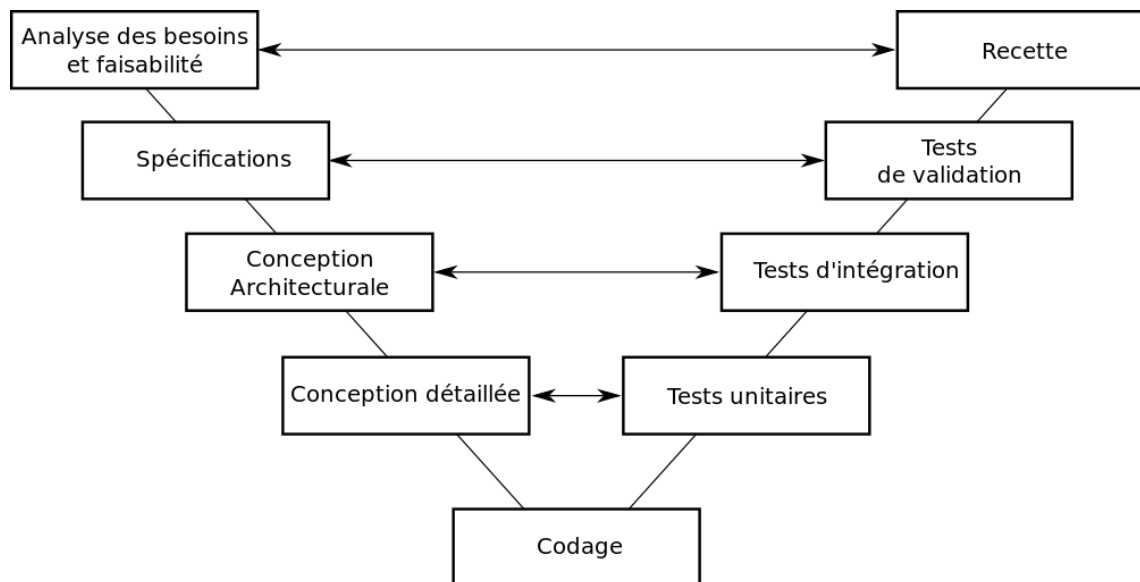 Analyse des besoins
et faisabilité
Recette
Spécifications
Tests
de validation
Conception
Architecturale
Tests d'intégration
Conception détaillée
Tests unitaires
Codage